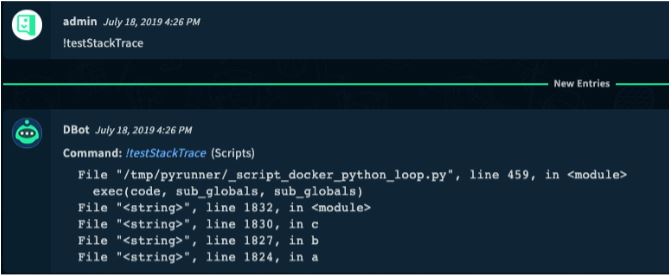 admin July 18, 2019 4:26 PM
!testStackTrace
New Entries
DBot July 18, 2019 4:26 PM
Command: !testStackTrace (Scripts)
File "/tmp/pyrunner/_script_docker_python_loop.py", line 459, in <module>
exec(code, sub_globals, sub_globals)
File "<string>", line 1832, in <module>
File "<string>", line 1830, in c
File "<string>", line 1827, in b
File "<string>", line 1824, in a